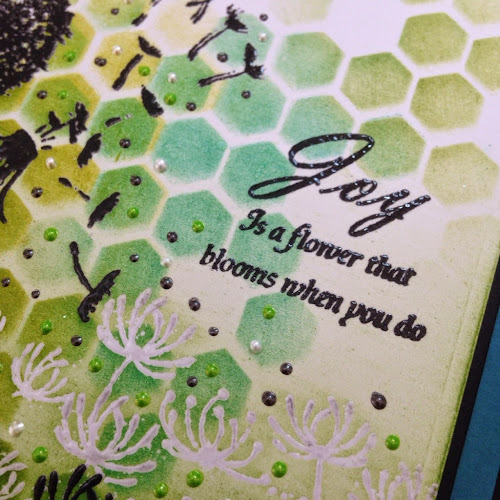 Joy
Is a flower that
blooms when you do